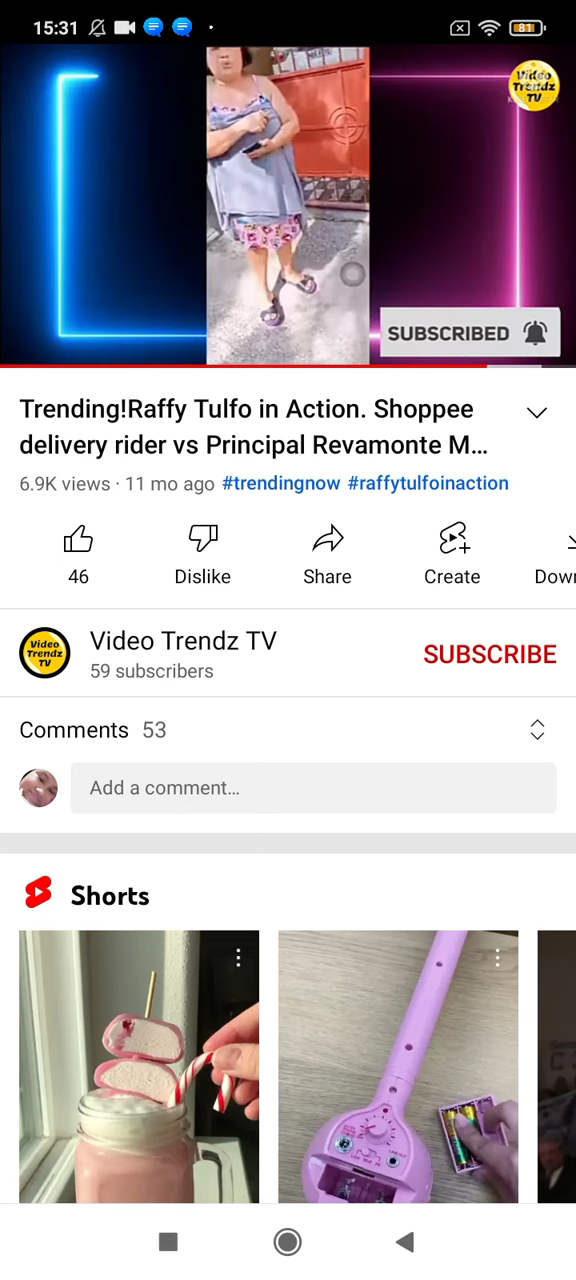 15:31
81
Video
Trendz
TV
SUBSCRIBED
Trending!Raffy Tulfo in Action. Shoppee
delivery rider vs Principal Revamonte M...
6.9K views · 11 mo ago #trendingnow #raffytulfoinaction
46
Dislike
Share
Create
Down
Video
Trendz
TV
Video Trendz TV
59 subscribers
SUBSCRIBE
Comments 53
Add a comment...
Shorts